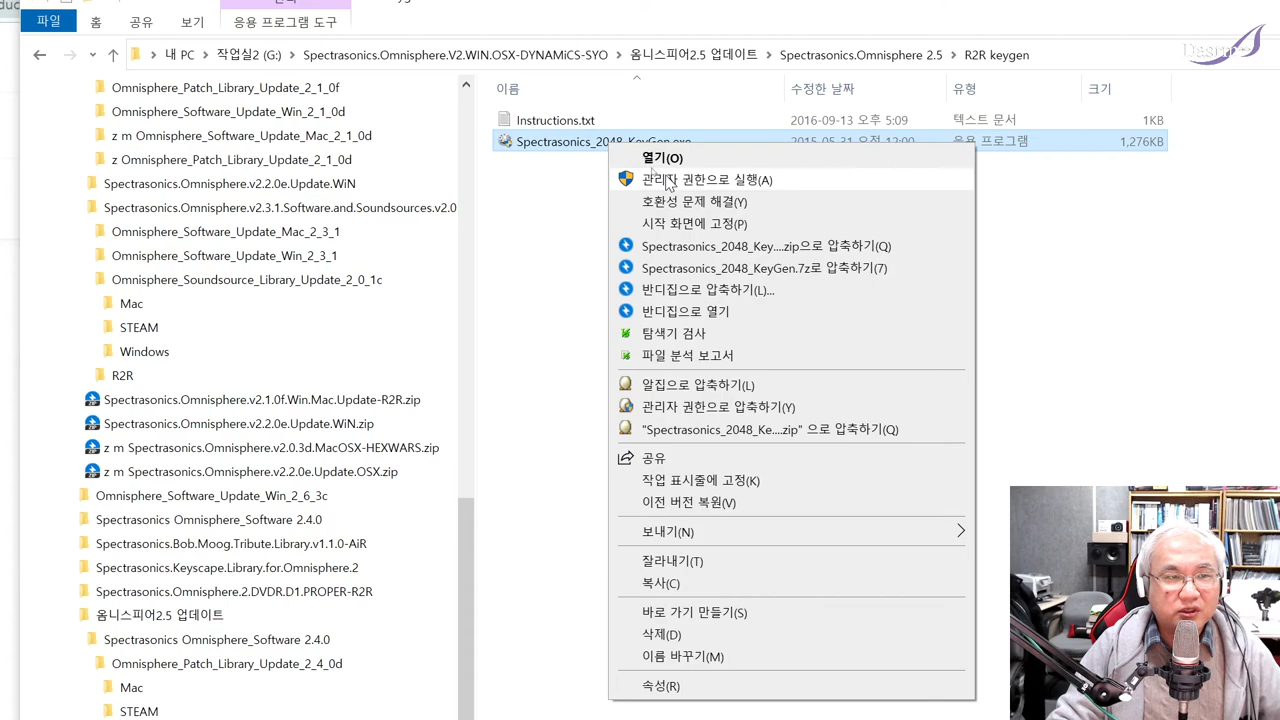 파일
홈
공유
보기
응용 프로그램 도구
내 PC
작업실2 (G:)
Spectrasonics.Omnisphere.V2.WIN.OSX-DYNAMiCS-SYO
옴니스피어2.5 업데이트
Spectrasonics.Omnisphere 2.5
R2R keygen
Omnisphere_Patch_Library_Update_2_1_0f
Omnisphere_Software_Update_Win_2_1_0d
z m Omnisphere_Software_Update_Mac_2_1_0d
z Omnisphere_Patch_Library_Update_2_1_0d
Spectrasonics.Omnisphere.v2.2.0e.Update.WiN
Spectrasonics.Omnisphere.v2.3.1.Software.and.Soundsources.v2.0
Omnisphere_Software_Update_Mac_2_3_1
Omnisphere_Software_Update_Win_2_3_1
Omnisphere_Soundsource_Library_Update_2_0_1c
Mac
STEAM
Windows
R2R
Spectrasonics.Omnisphere.v2.1.0f.Win.Mac.Update-R2R.zip
Spectrasonics.Omnisphere.v2.2.0e.Update.WiN.zip
z m Spectrasonics.Omnisphere.v2.0.3d.MacOSX-HEXWARS.zip
z m Spectrasonics.Omnisphere.v2.2.0e.Update.OSX.zip
Omnisphere_Software_Update_Win_2_6_3c
Spectrasonics Omnisphere_Software 2.4.0
Spectrasonics.Bob.Moog.Tribute.Library.v1.1.0-AiR
Spectrasonics.Keyscape.Library.for.Omnisphere.2
Spectrasonics.Omnisphere.2.DVDR.D1.PROPER-R2R
옴니스피어2.5 업데이트
Spectrasonics Omnisphere_Software 2.4.0
Omnisphere_Patch_Library_Update_2_4_0d
Mac
STEAM
이름
수정한 날짜
유형
크기
Instructions.txt
2016-09-13 오후 5:09
텍스트 문서
1KB
Spectrasonics_2048_KeyGen.exe
2015-05-21 오전 12:00
응용 프로그램
1,276KB
열기(O)
관리자 권한으로 실행(A)
호환성 문제 해결(Y)
시작 화면에 고정(P)
Spectrasonics_2048_Key....zip으로 압축하기(Q)
Spectrasonics_2048_KeyGen.7z로 압축하기(7)
반디집으로 압축하기(L)...
반디집으로 열기
탐색기 검사
파일 분석 보고서
알집으로 압축하기(L)
관리자 권한으로 압축하기(Y)
"Spectrasonics_2048_Ke....zip" 으로 압축하기(Q)
공유
작업 표시줄에 고정(K)
이전 버전 복원(V)
보내기(N)
잘라내기(T)
복사(C)
바로 가기 만들기(S)
삭제(D)
이름 바꾸기(M)
속성(R)